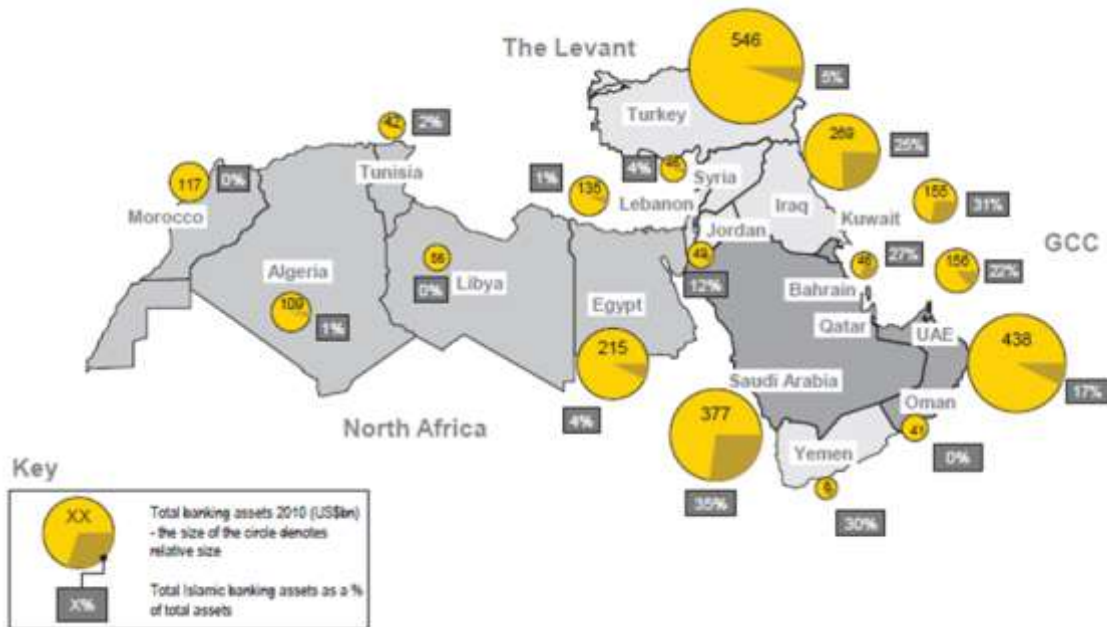 The Levant
546
5%
Turkey
269
25%
42
2%
Tunisia
117
0%
Morocco
1%
135
4%
46
Syria
Lebanon
Iraq
Kuwait
155
31%
GCC
Jordan
49
12%
Algeria
109
1%
Libya
0%
Egypt
215
4%
46
27%
156
22%
Bahrain
Qatar
UAE
438
17%
Saudi Arabia
377
35%
Oman
41
0%
Yemen
30%
North Africa
Key
XX
Total banking assets 2010 (US$bn)
- the size of the circle denotes
relative size
X%
Total Islamic banking assets as a %
of total assets